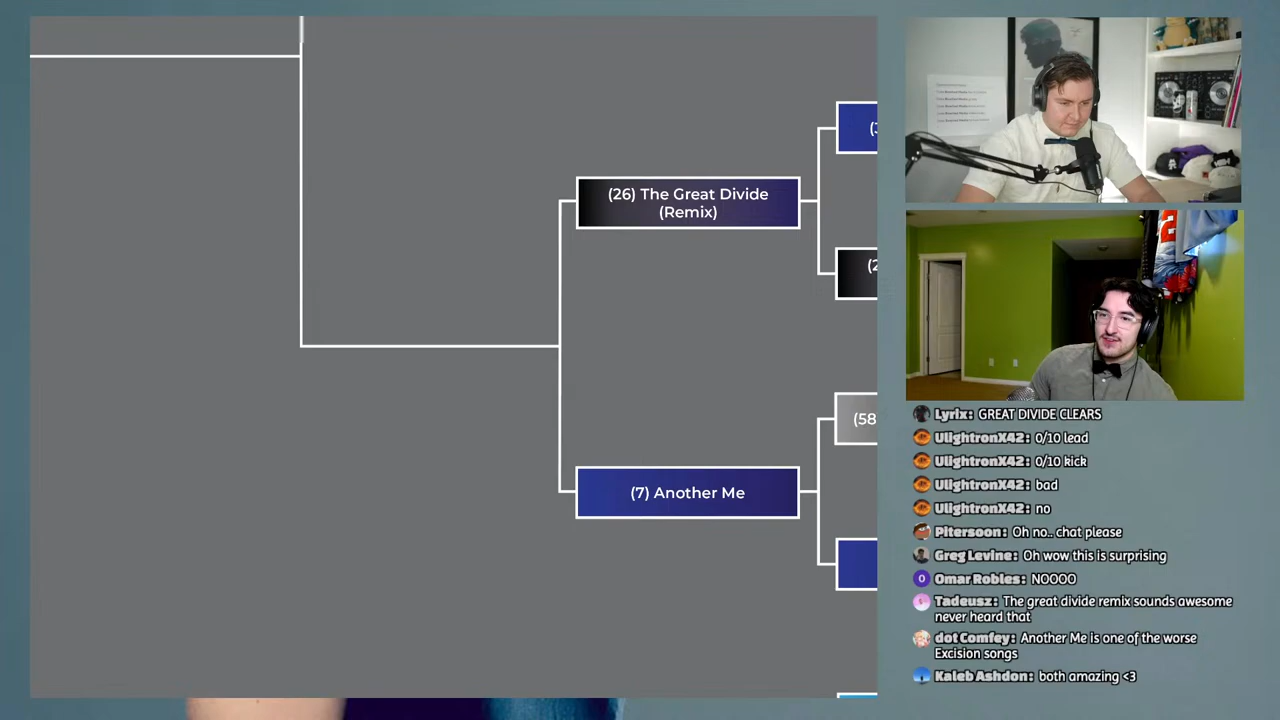 (26) The Great Divide
(Remix)
(7) Another Me
(58
Lyrix: GREAT DIVIDE CLEARS
UlightronX42: 0/10 lead
UlightronX42: 0/10 kick
UlightronX42: bad
UlightronX42: no
Pitersoon: Oh no.. chat please
Greg Levine: Oh wow this is surprising
O Omar Robles: NOOOO
Tadeusz: The great divide remix sounds awesome
never heard that
dot Comfey: Another Me is one of the worse
Excision songs
Kaleb Ashdon: both amazing <3